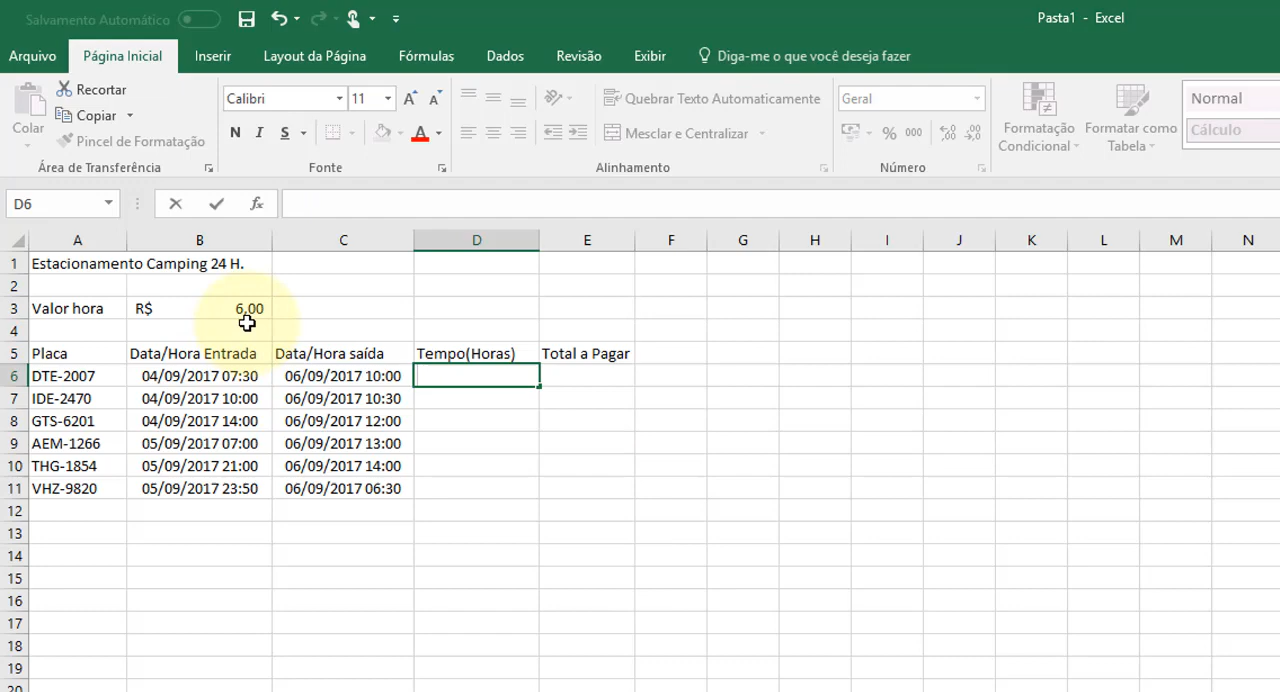 Salvamento Automático
Pasta1 - Excel
Arquivo Página Inicial Inserir Layout da Página Fórmulas Dados Revisão Exibir Diga-me o que você deseja fazer
Colar
Recortar
Copiar
Pincel de Formatação
Área de Transferência
Calibri 11
N I S A
Fonte
Quebrar Texto Automaticamente
Mesclar e Centralizar
Alinhamento
Geral
% 000
Número
Formatação Condicional
Formatar como Tabela
Normal
Cálculo
D6 fx
A B C D E F G H I J K L M N
1 Estacionamento Camping 24 H.
2
3 Valor hora R$ 6,00
4
5 Placa Data/Hora Entrada Data/Hora saída Tempo(Horas) Total a Pagar
6 DTE-2007 04/09/2017 07:30 06/09/2017 10:00
7 IDE-2470 04/09/2017 10:00 06/09/2017 10:30
8 GTS-6201 04/09/2017 14:00 06/09/2017 12:00
9 AEM-1266 05/09/2017 07:00 06/09/2017 13:00
10 THG-1854 05/09/2017 21:00 06/09/2017 14:00
11 VHZ-9820 05/09/2017 23:50 06/09/2017 06:30
12
13
14
15
16
17
18
19
20